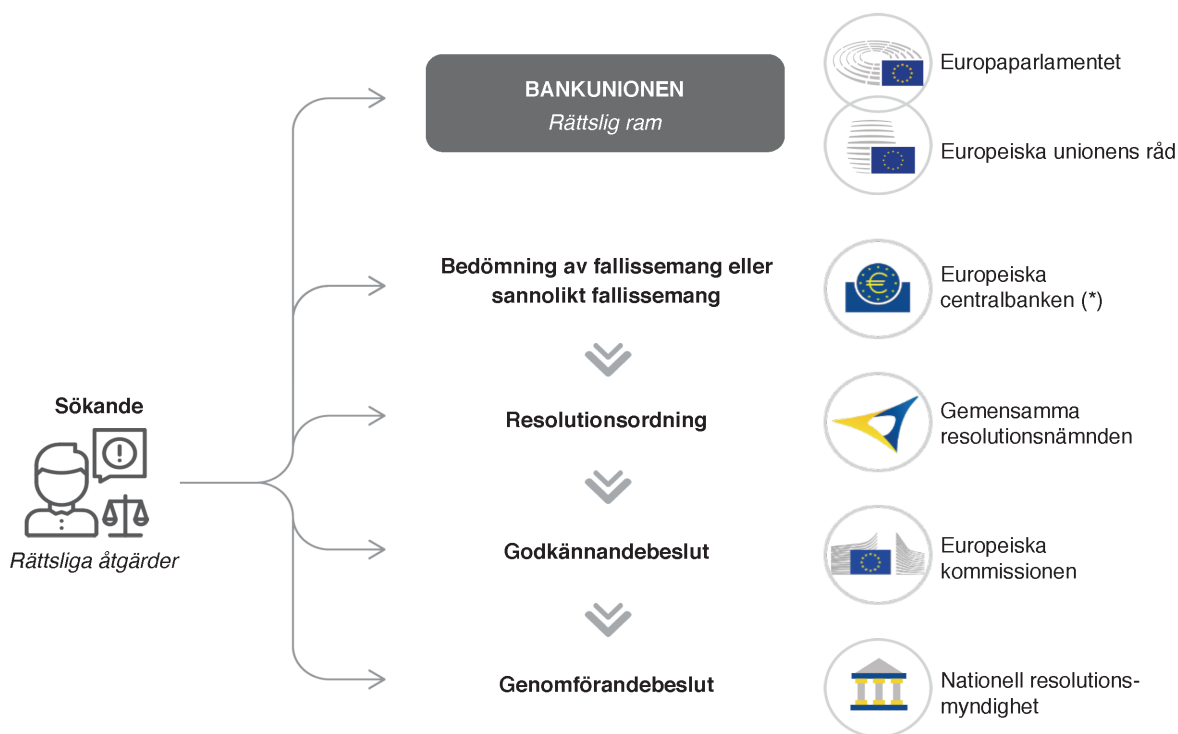 BANKUNIONEN
Rättslig ram
Europaparlamentet
Europeiska unionens råd
Bedömning av fallissemang eller
sannolikt fallissemang
Europeiska
centralbanken (*)
Sökande
Rättsliga åtgärder
Resolutionsordning
Gemensamma
resolutionsnämnden
Godkännandebeslut
Europeiska
kommissionen
Genomförandebeslut
Nationell resolutions-
myndighet